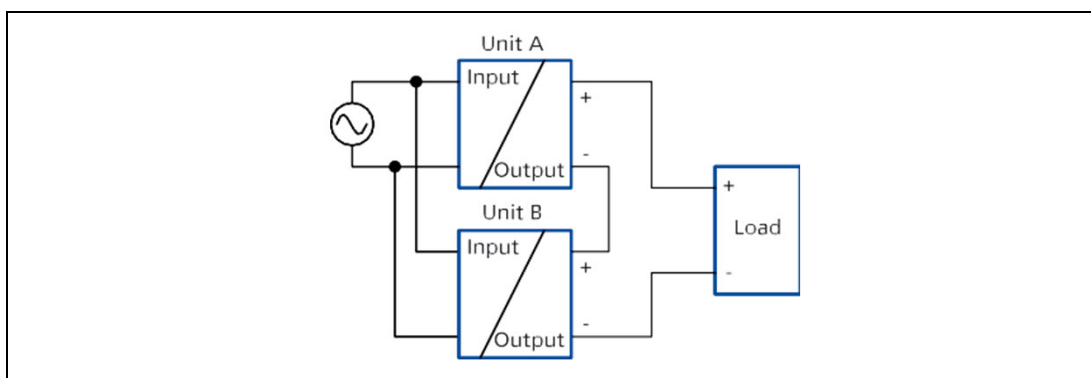 Unit A
Input
+
-
Output
+
Load
-
Unit B
Input
+
-
Output